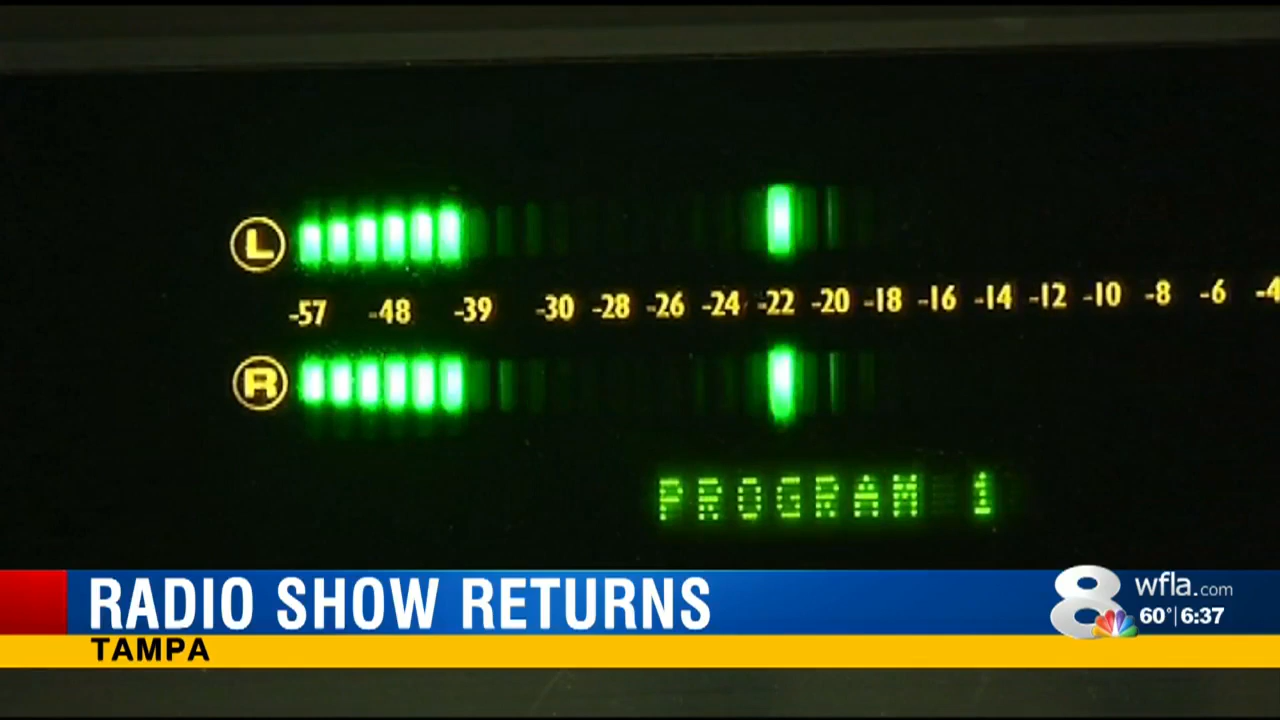 L
-57 -48 -39 -30 -28 -26 -24 -22 -20 -18 -16 -14 -12 -10 -8 -6 -4
R
PROGRAM 1
RADIO SHOW RETURNS
TAMPA
8 wfla.com
60° | 6:37